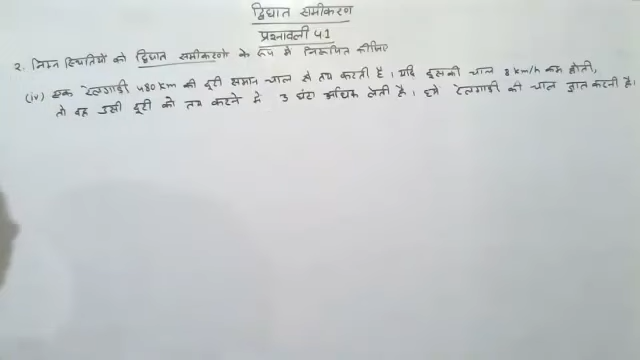 द्विघात समीकरण
प्रश्नावली 4.1
2. निम्न स्थितियों को द्विघात समीकरणों के रूप में निरूपित कीजिए
(iv) एक रेलगाड़ी 480 km की दूरी समान चाल से तय करती है। यदि इसकी चाल 8 km/h कम होती,
तो वह उसी दूरी को तय करने में 3 घंटा अधिक लेती है। हमें रेलगाड़ी की चाल ज्ञात करनी है।